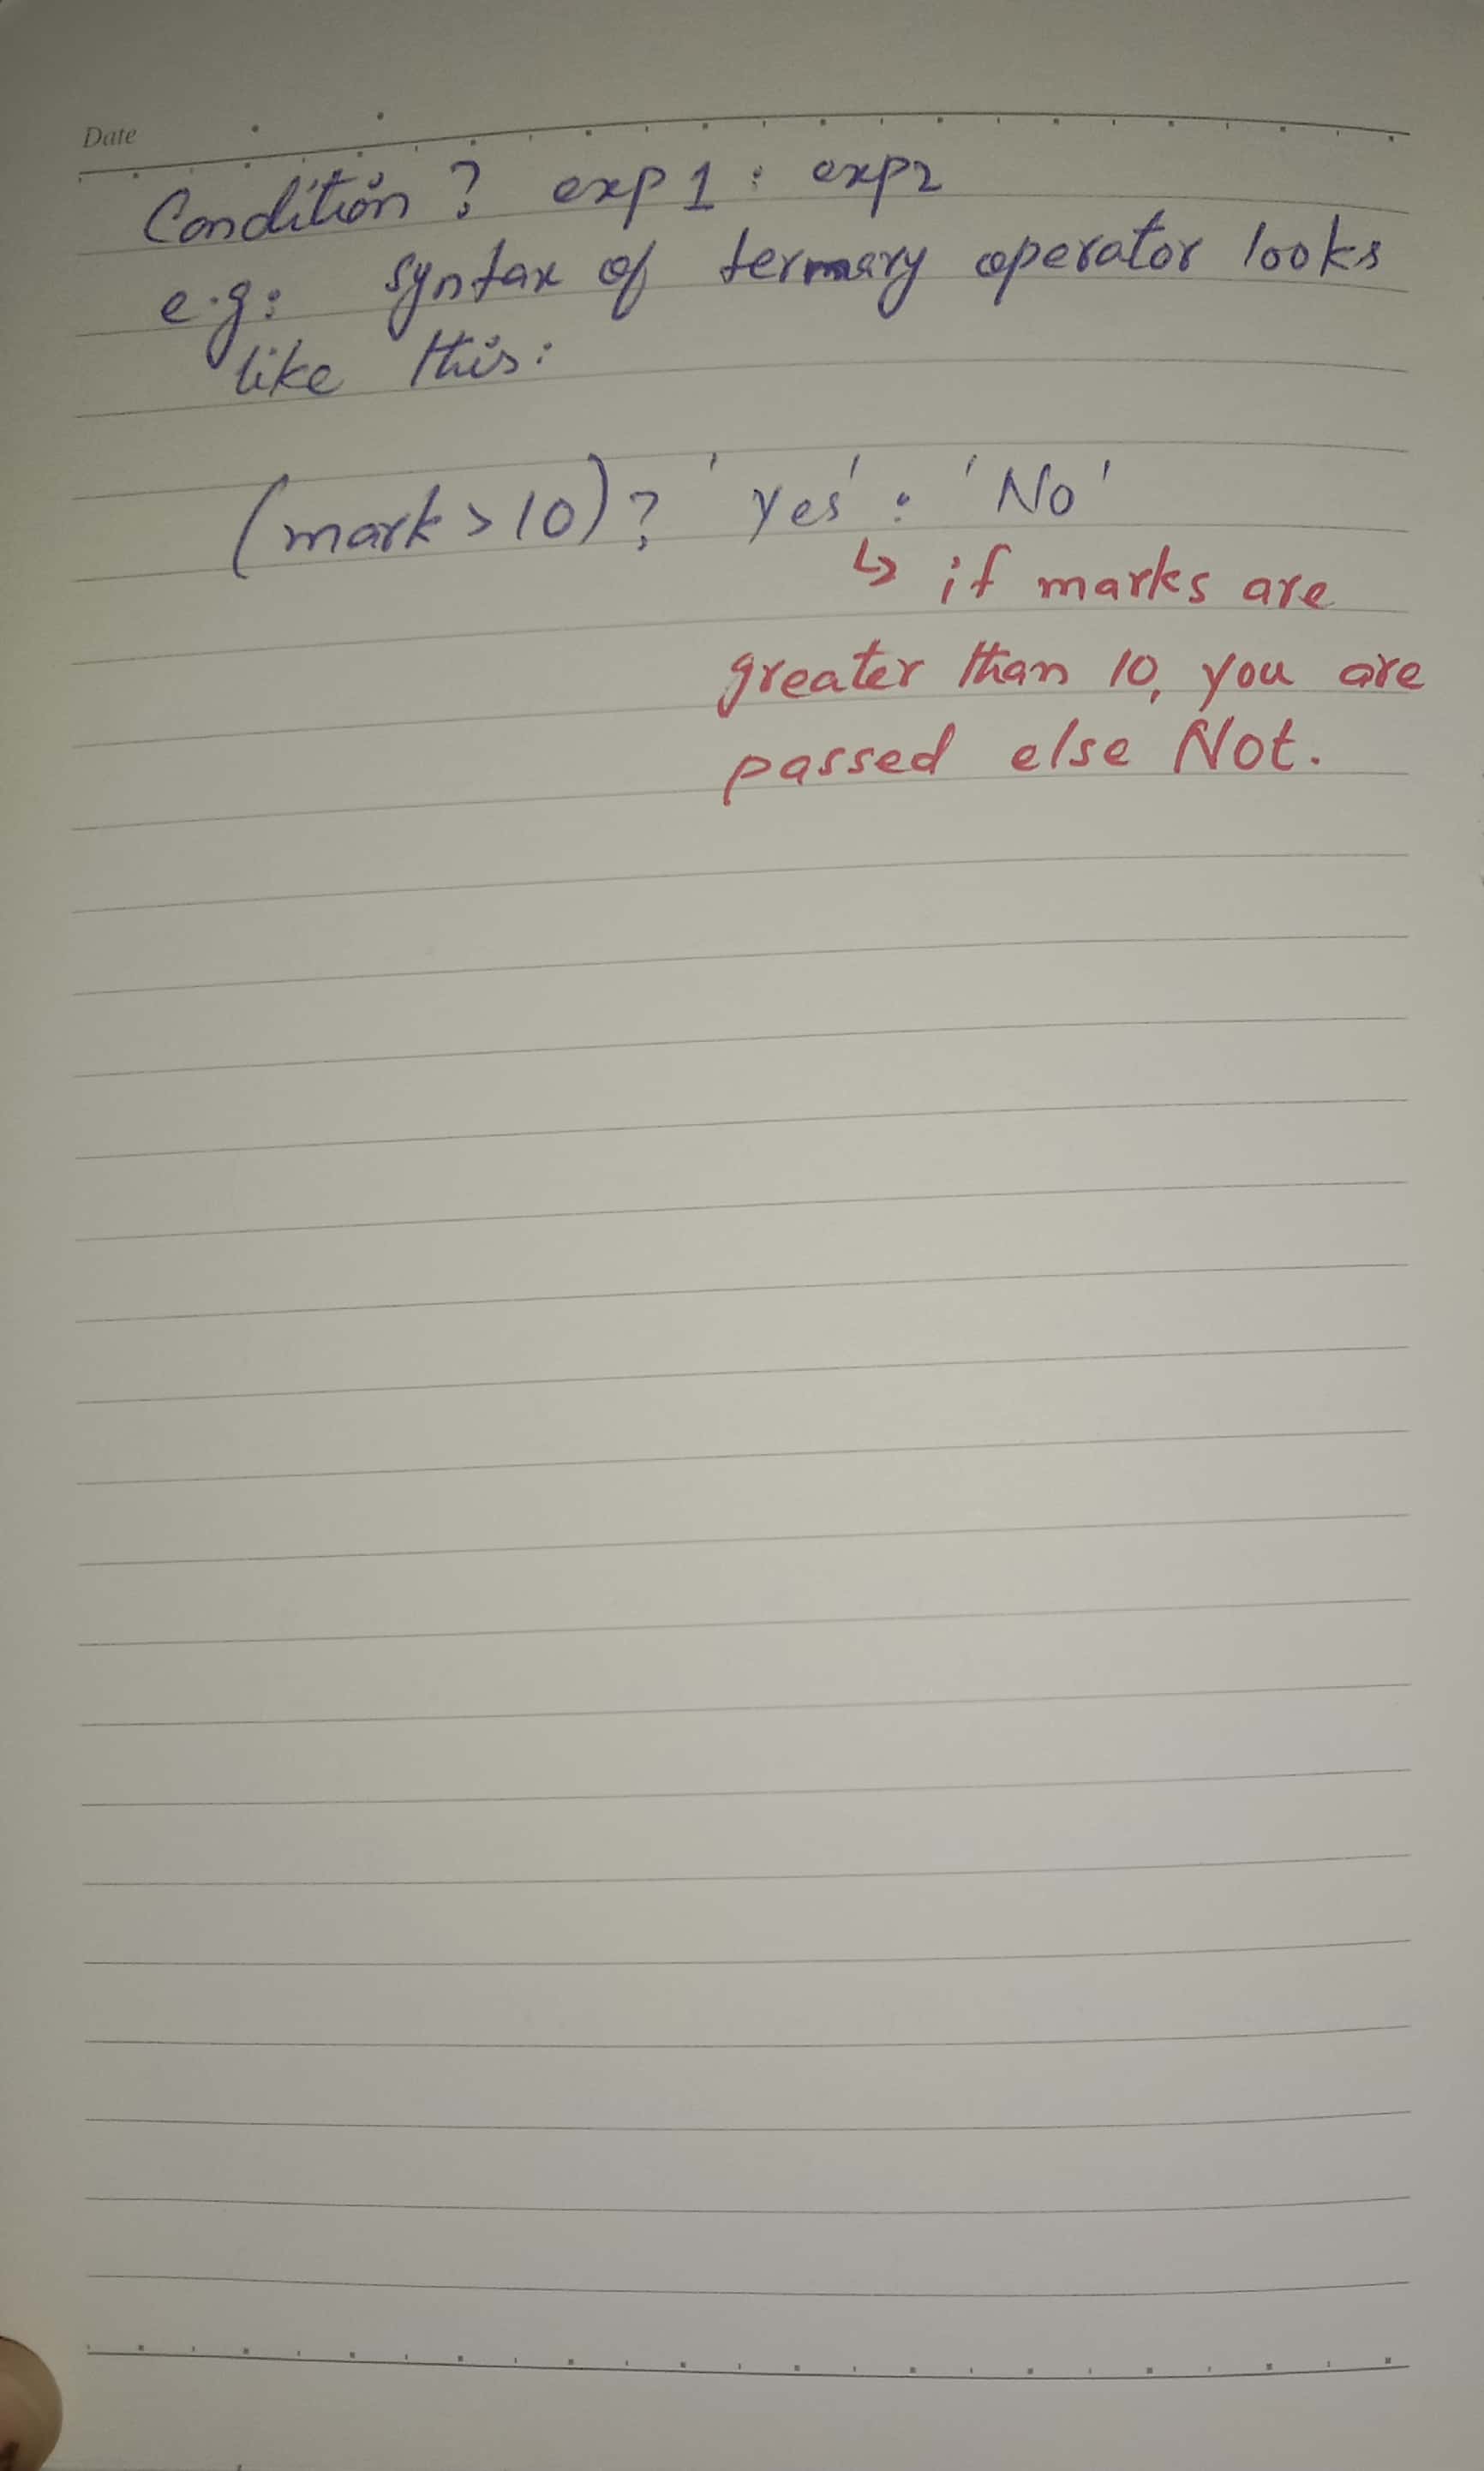 Date
Condition ? exp 1 : exp2
e.g: syntax of ternary operator looks
like this:
(mark > 10) ? 'yes' : 'No'
↳ if marks are
greater than 10, you are
passed else Not.